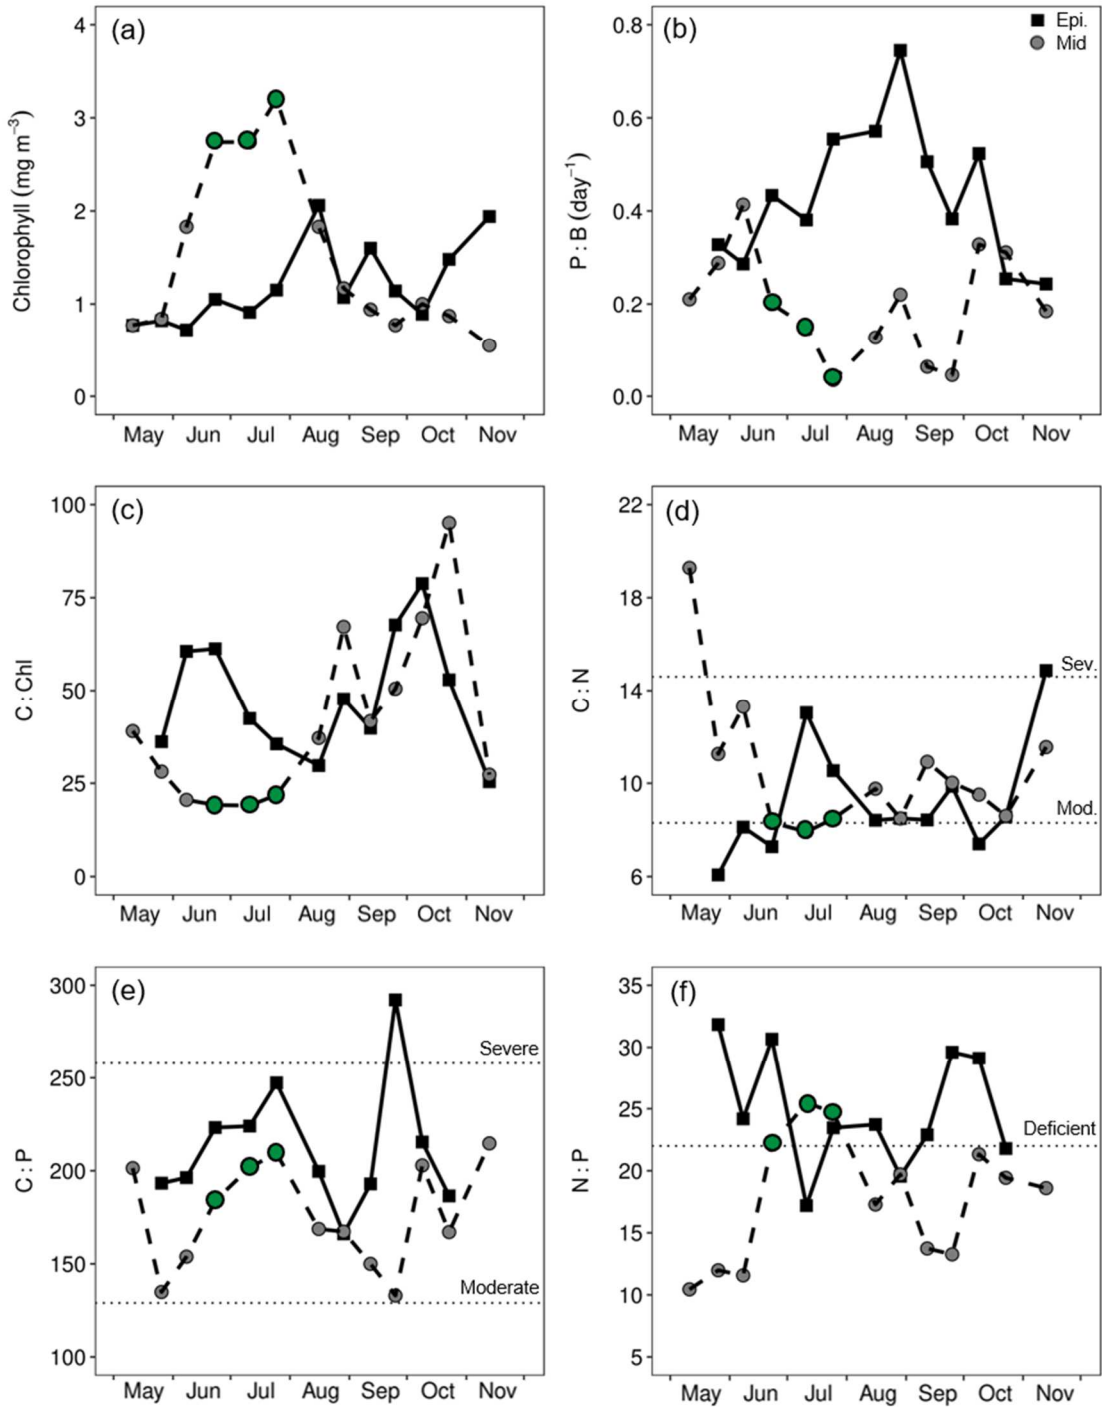 (a)
Chlorophyll (mg m⁻³)
4
3
2
1
0
May Jun Jul Aug Sep Oct Nov
(b)
P : B (day⁻¹)
Epi.
Mid
0.8
0.6
0.4
0.2
0.0
May Jun Jul Aug Sep Oct Nov
(c)
C : Chl
100
75
50
25
0
May Jun Jul Aug Sep Oct Nov
(d)
C : N
22
18
14
10
6
Sev.
Mod.
May Jun Jul Aug Sep Oct Nov
(e)
C : P
300
250
200
150
100
Severe
Moderate
May Jun Jul Aug Sep Oct Nov
(f)
N : P
35
30
25
20
15
10
5
Deficient
May Jun Jul Aug Sep Oct Nov